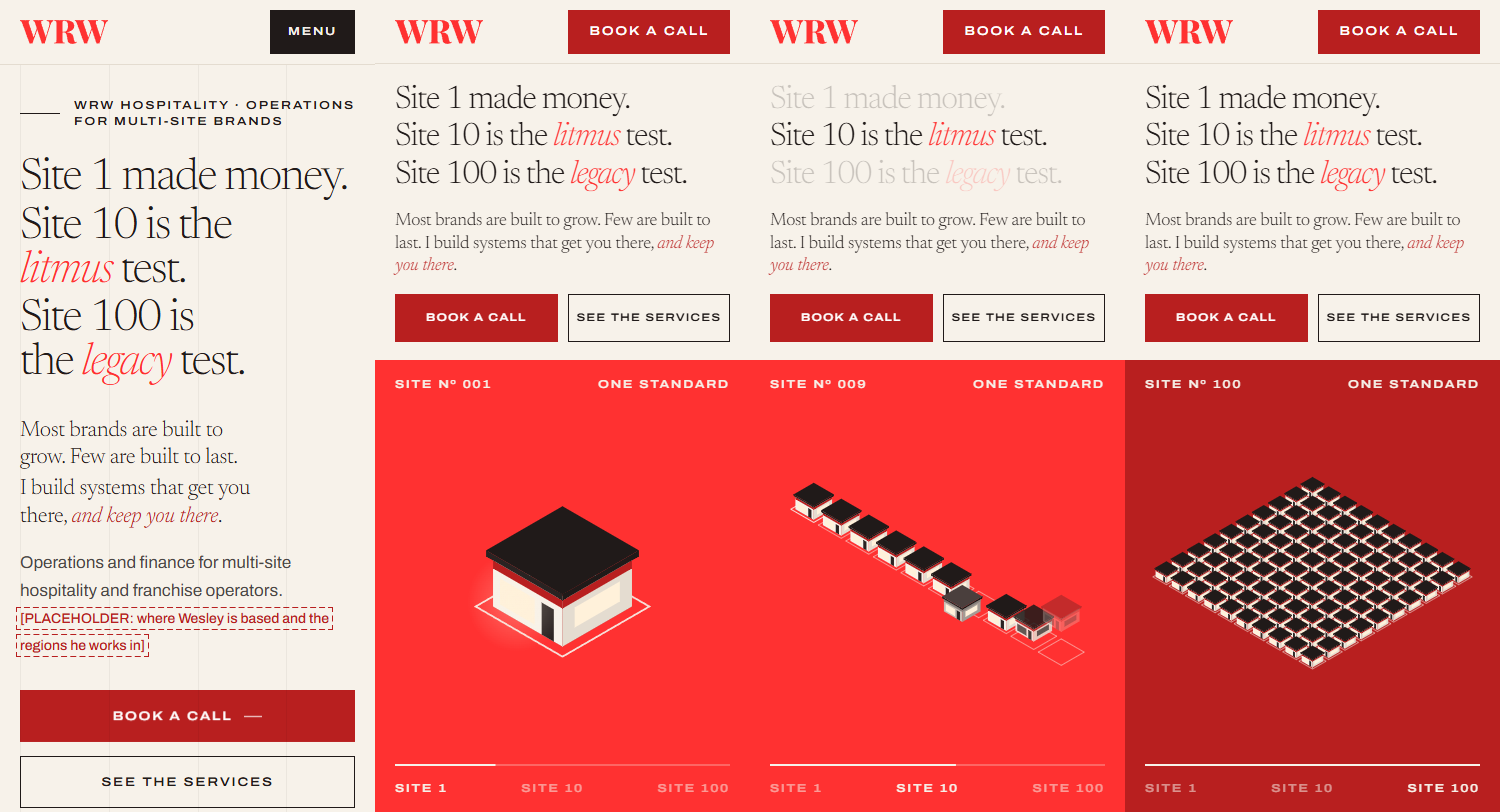 WRW
MENU
WRW HOSPITALITY · OPERATIONS
FOR MULTI-SITE BRANDS
Site 1 made money.
Site 10 is the
litmus test.
Site 100 is
the legacy test.
Most brands are built to
grow. Few are built to last.
I build systems that get you
there, and keep you there.
Operations and finance for multi-site
hospitality and franchise operators.
[PLACEHOLDER: where Wesley is based and the
regions he works in]
BOOK A CALL —
SEE THE SERVICES
WRW
BOOK A CALL
Site 1 made money.
Site 10 is the litmus test.
Site 100 is the legacy test.
Most brands are built to grow. Few are built to
last. I build systems that get you there, and keep
you there.
BOOK A CALL
SEE THE SERVICES
SITE Nº 001
ONE STANDARD
SITE 1
SITE 10
SITE 100
WRW
BOOK A CALL
Site 1 made money.
Site 10 is the litmus test.
Site 100 is the legacy test.
Most brands are built to grow. Few are built to
last. I build systems that get you there, and keep
you there.
BOOK A CALL
SEE THE SERVICES
SITE Nº 009
ONE STANDARD
SITE 1
SITE 10
SITE 100
WRW
BOOK A CALL
Site 1 made money.
Site 10 is the litmus test.
Site 100 is the legacy test.
Most brands are built to grow. Few are built to
last. I build systems that get you there, and keep
you there.
BOOK A CALL
SEE THE SERVICES
SITE Nº 100
ONE STANDARD
SITE 1
SITE 10
SITE 100